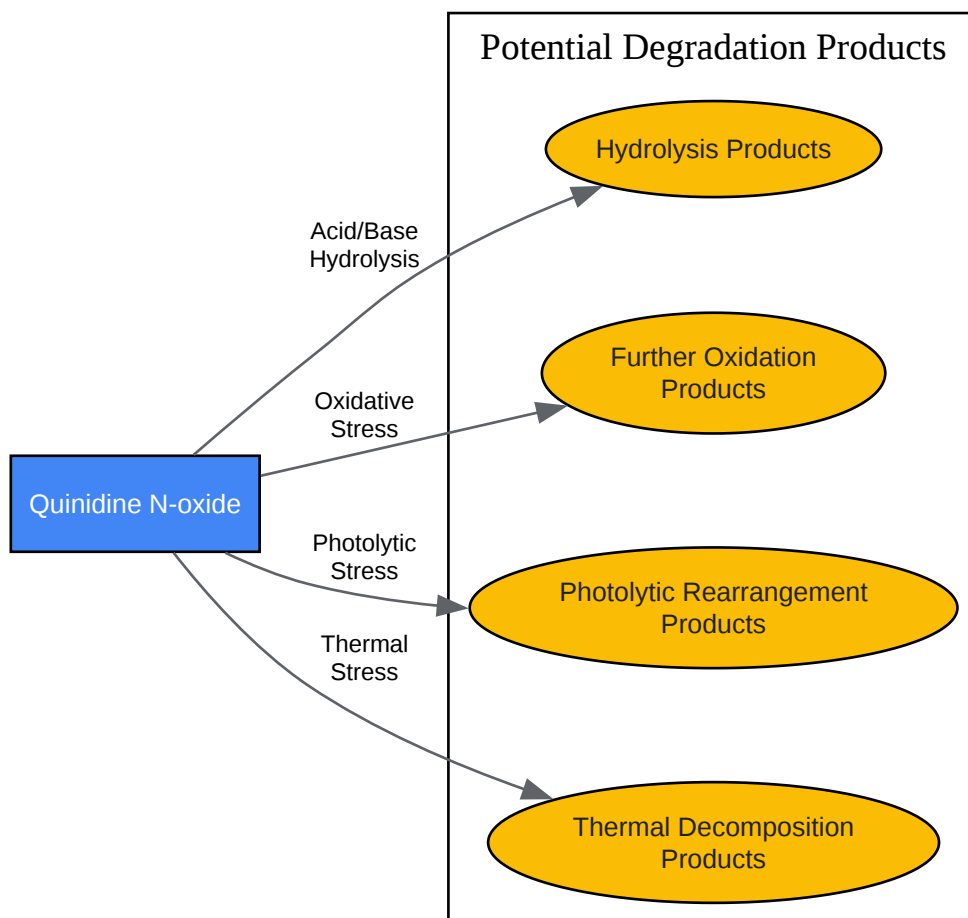 Potential Degradation Products
Hydrolysis Products
Acid/Base
Hydrolysis
Further Oxidation
Products
Oxidative
Stress
Quinidine N-oxide
Photolytic
Stress
Photolytic Rearrangement
Products
Thermal
Stress
Thermal Decomposition
Products